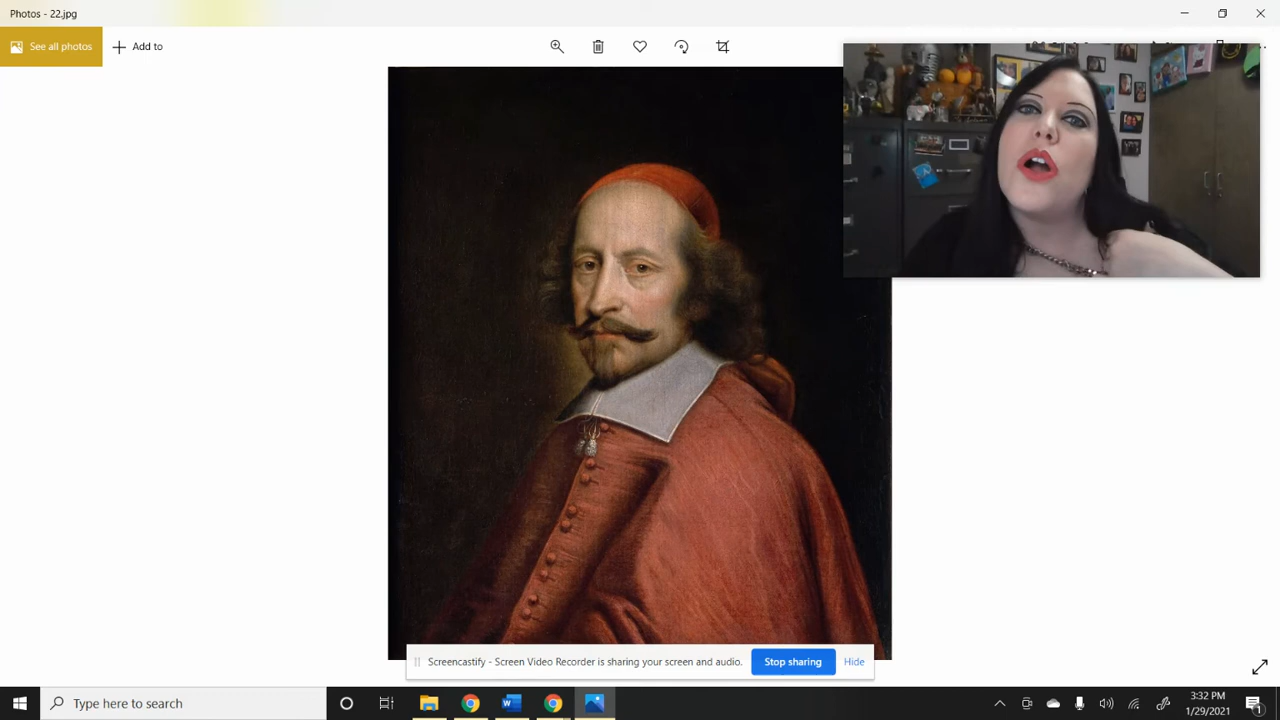 Photos - 22.jpg
See all photos
Add to
Screencastify - Screen Video Recorder is sharing your screen and audio.
Stop sharing
Hide
Type here to search
3:32 PM
1/29/2021
1